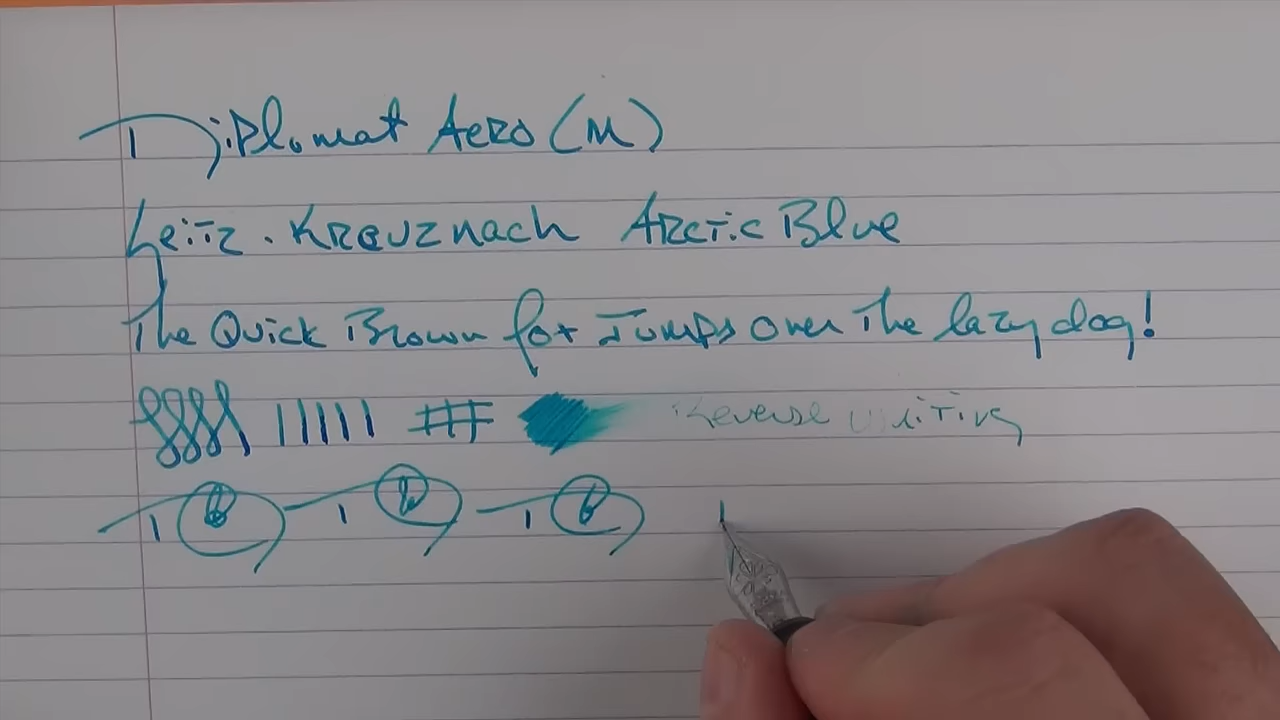 Diplomat Aero (M)
Leitz. Kreuznach Arctic Blue
The Quick Brown fox Jumps over The lazy dog!
Reverse Writing